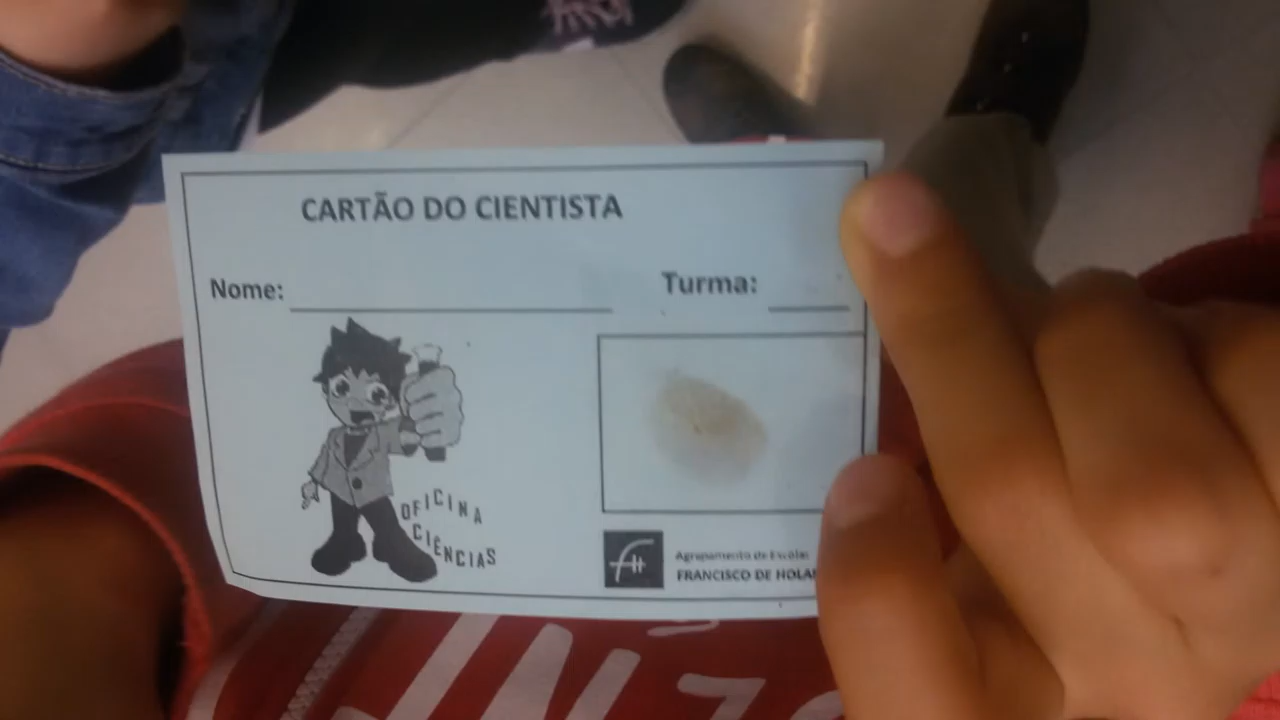 CARTÃO DO CIENTISTA
Nome:
Turma:
OFICINA
CIÊNCIAS
Agrupamento de Escolas
FRANCISCO DE HOLAN